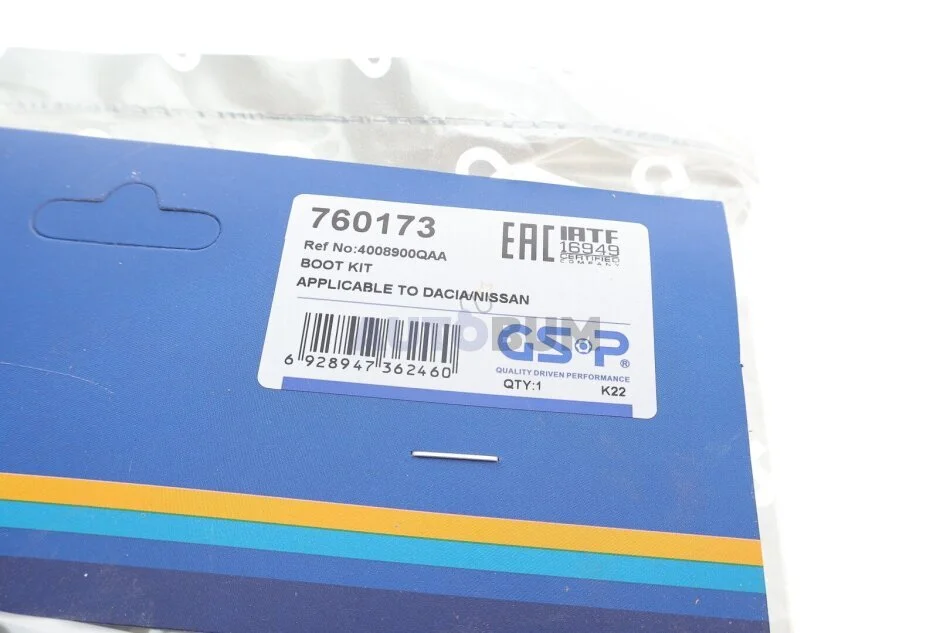 760173
Ref No:4008900QAA
BOOT KIT
APPLICABLE TO DACIA/NISSAN
EAC
IATF
16949
CERTIFIED
COMPANY
AUTOBUM
6 928947 362460
GSP®
QUALITY DRIVEN PERFORMANCE
QTY:1
K22